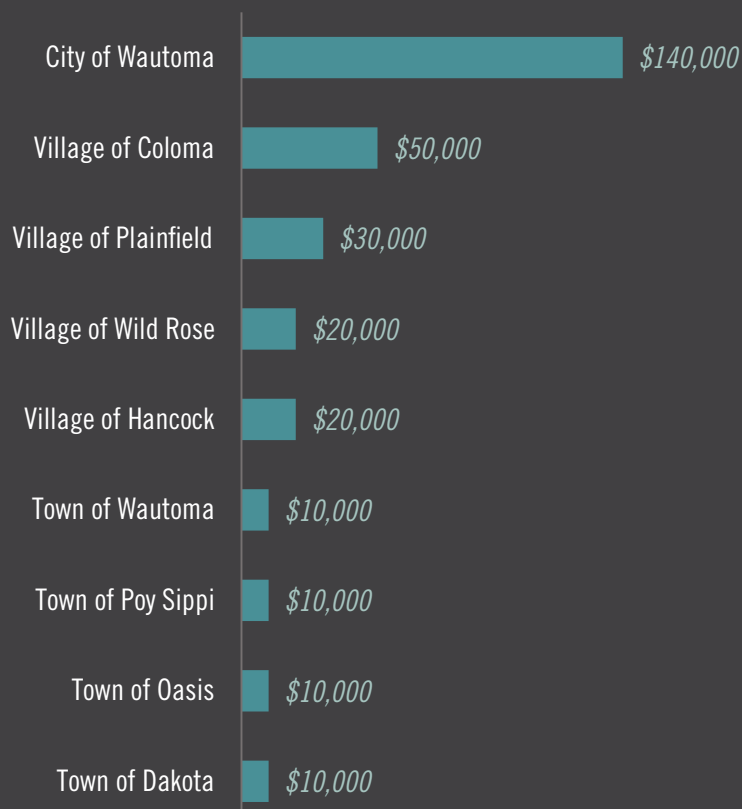 City of Wautoma $140,000
Village of Coloma $50,000
Village of Plainfield $30,000
Village of Wild Rose $20,000
Village of Hancock $20,000
Town of Wautoma $10,000
Town of Poy Sippi $10,000
Town of Oasis $10,000
Town of Dakota $10,000